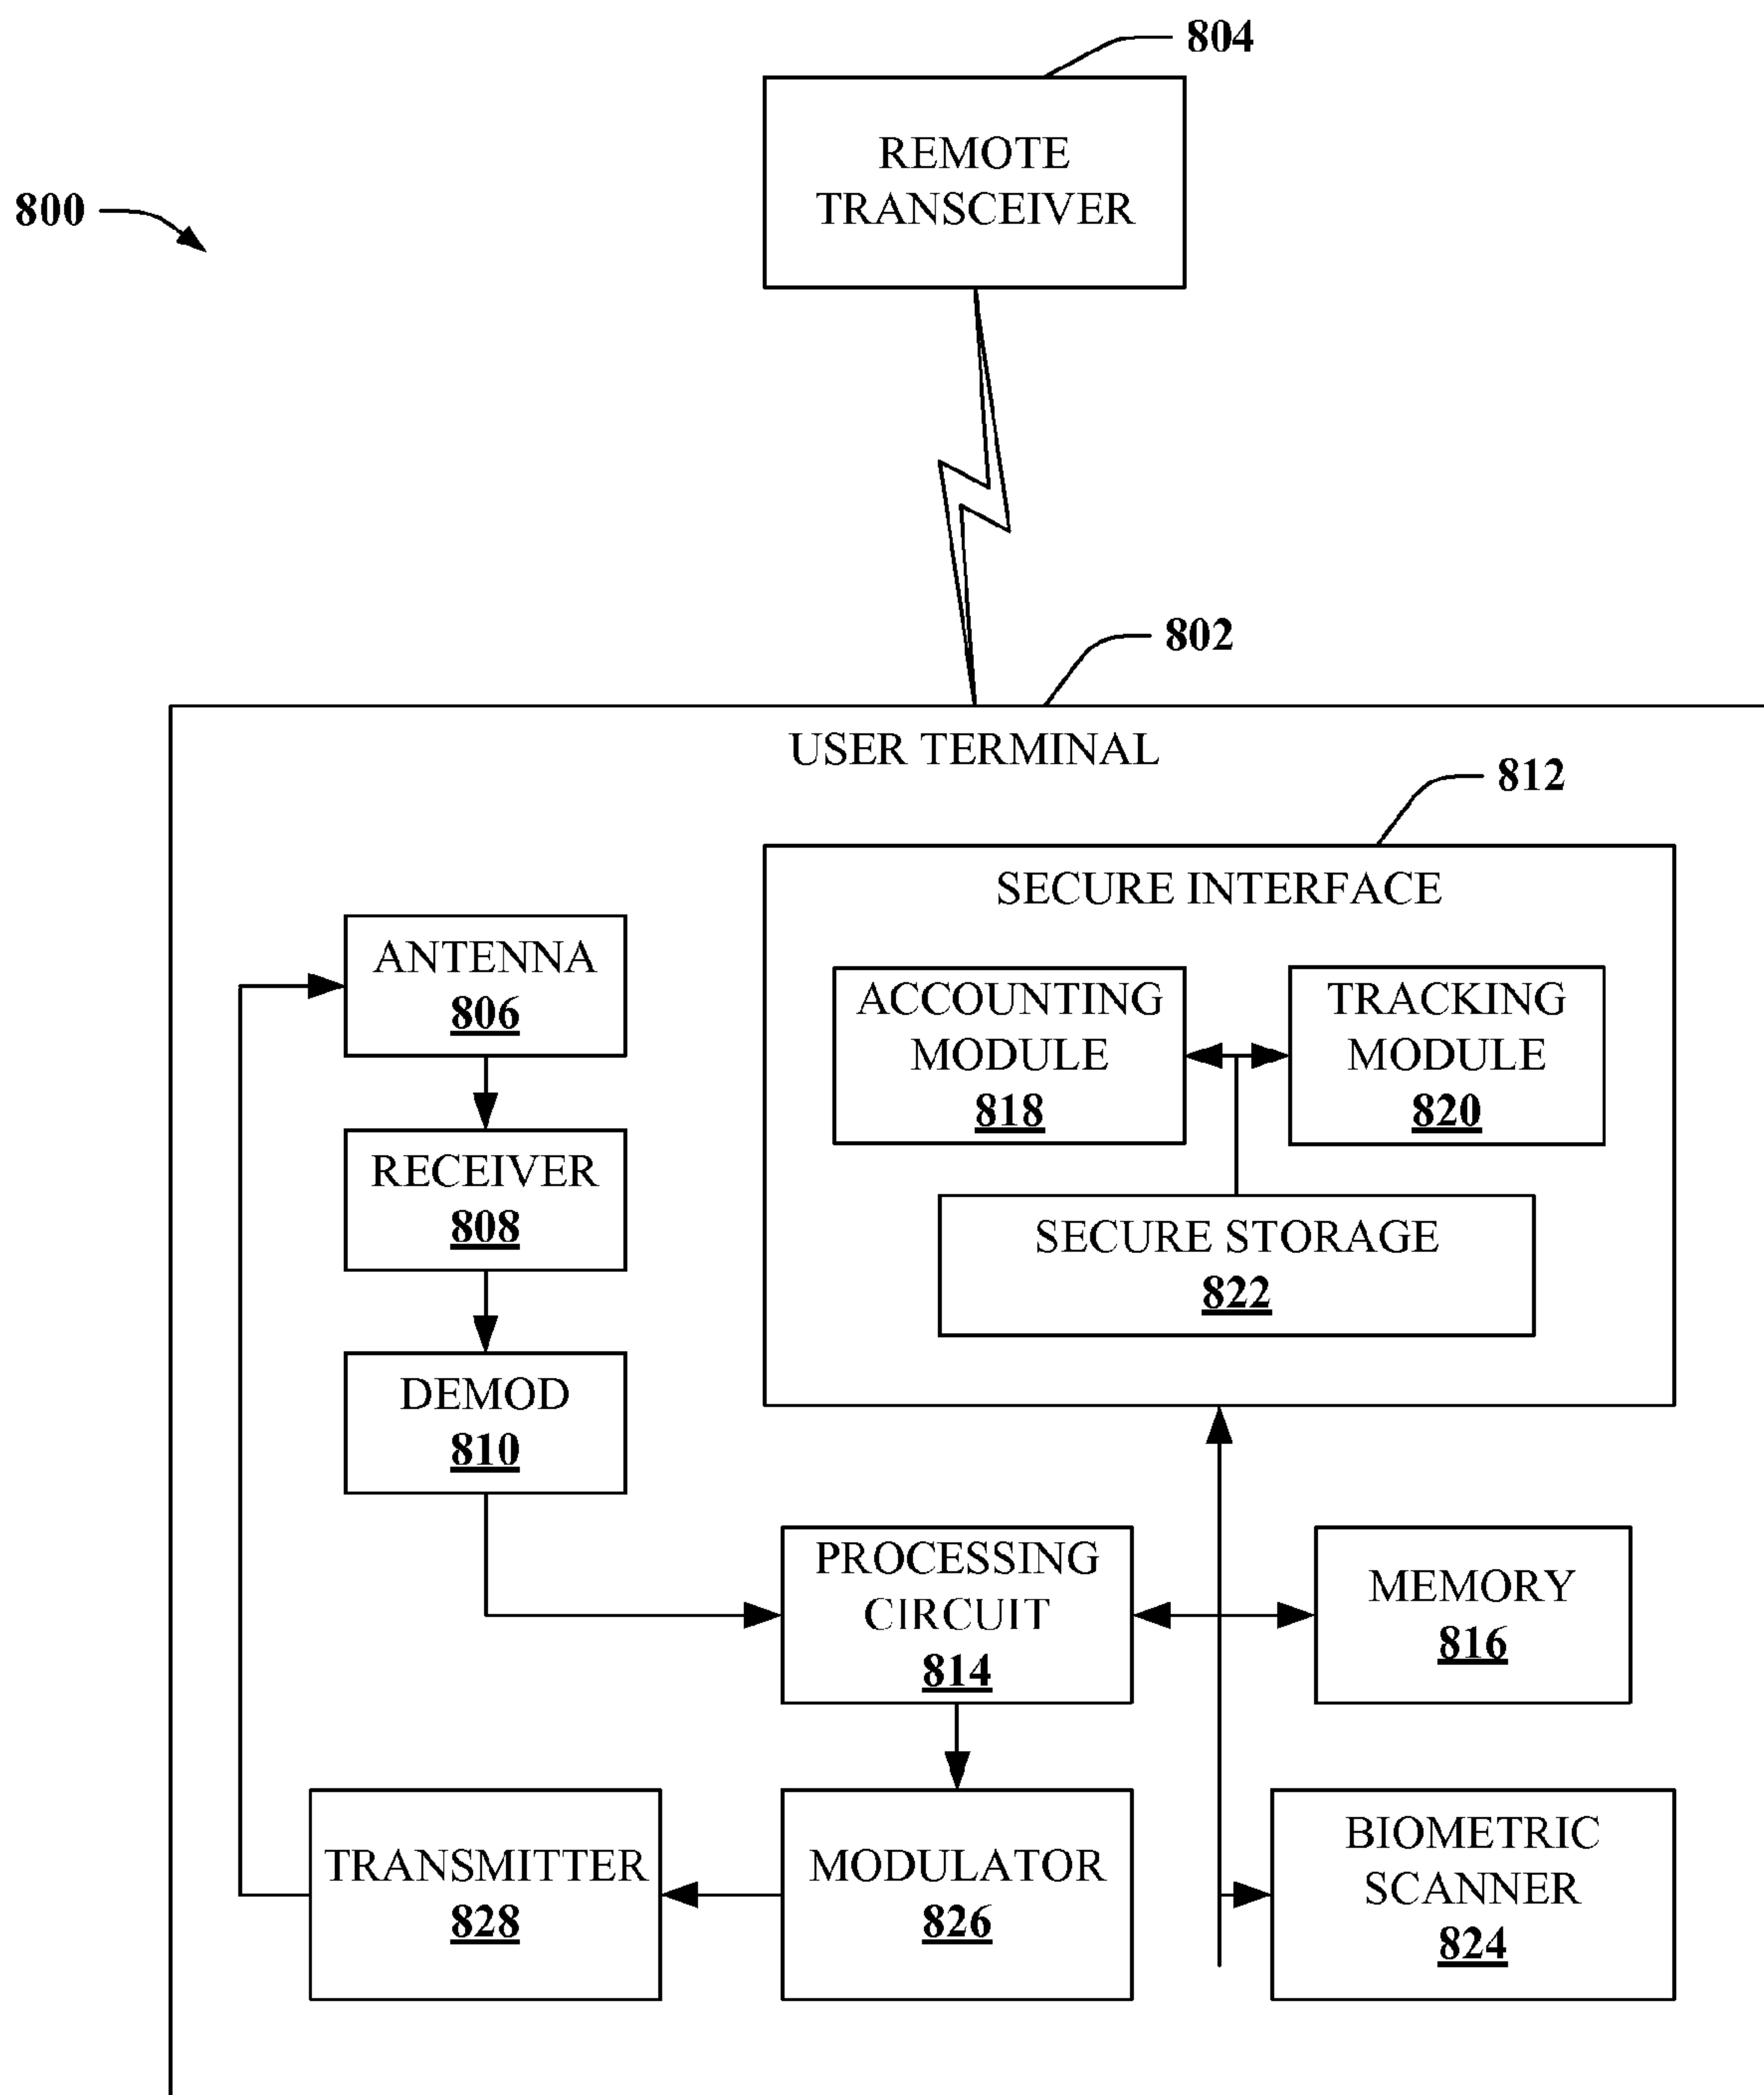 804
REMOTE
TRANSCEIVER
800
802
USER TERMINAL
812
SECURE INTERFACE
ANTENNA
806
ACCOUNTING
MODULE
818
TRACKING
MODULE
820
RECEIVER
808
SECURE STORAGE
822
DEMOD
810
PROCESSING
CIRCUIT
814
MEMORY
816
TRANSMITTER
828
MODULATOR
826
BIOMETRIC
SCANNER
824